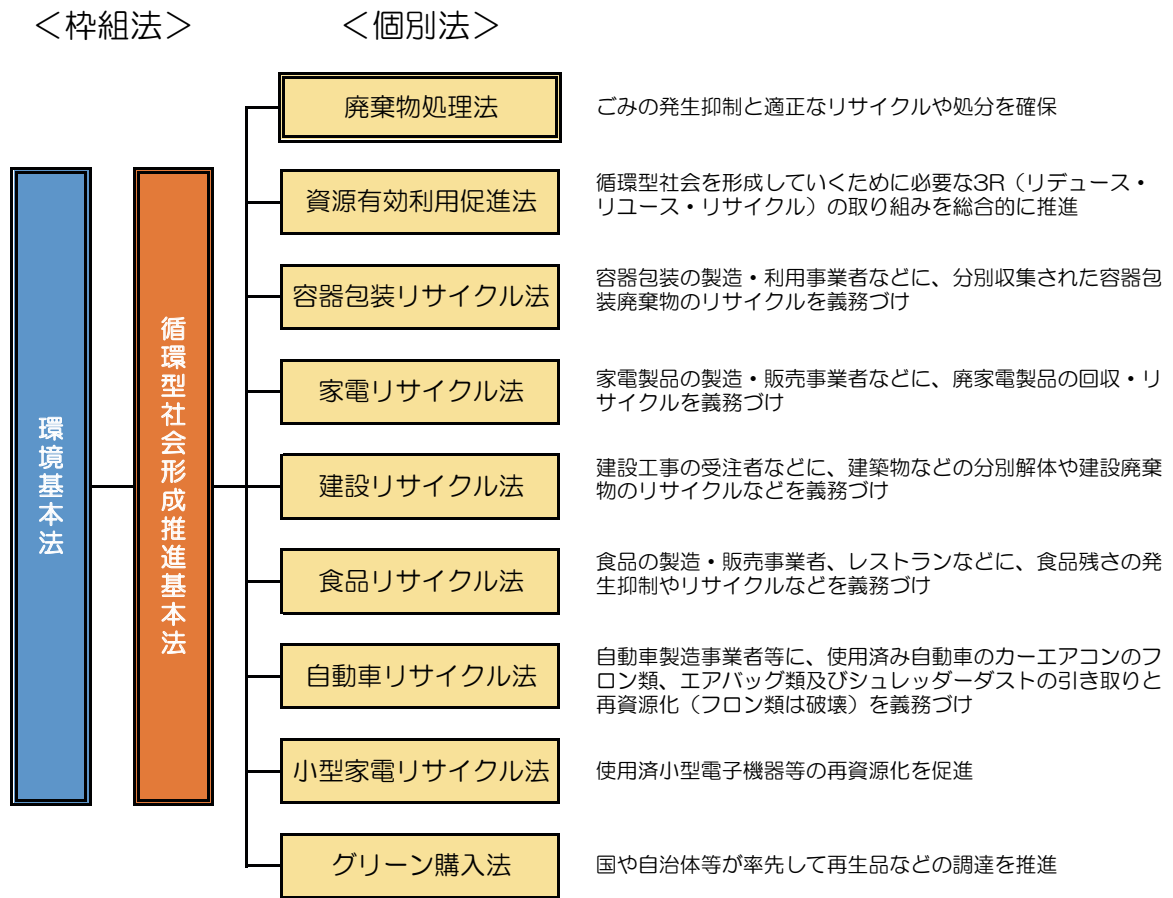 ＜枠組法＞
＜個別法＞
環境基本法
循環型社会形成推進基本法
廃棄物処理法
ごみの発生抑制と適正なリサイクルや処分を確保
資源有効利用促進法
循環型社会を形成していくために必要な3R（リデュース・
リユース・リサイクル）の取り組みを総合的に推進
容器包装リサイクル法
容器包装の製造・利用事業者などに、分別収集された容器包
装廃棄物のリサイクルを義務づけ
家電リサイクル法
家電製品の製造・販売事業者などに、廃家電製品の回収・リ
サイクルを義務づけ
建設リサイクル法
建設工事の受注者などに、建築物などの分別解体や建設廃棄
物のリサイクルなどを義務づけ
食品リサイクル法
食品の製造・販売事業者、レストランなどに、食品残さの発
生抑制やリサイクルなどを義務づけ
自動車リサイクル法
自動車製造事業者等に、使用済み自動車のカーエアコンのフ
ロン類、エアバッグ類及びシュレッダーダストの引き取りと
再資源化（フロン類は破壊）を義務づけ
小型家電リサイクル法
使用済小型電子機器等の再資源化を促進
グリーン購入法
国や自治体等が率先して再生品などの調達を推進